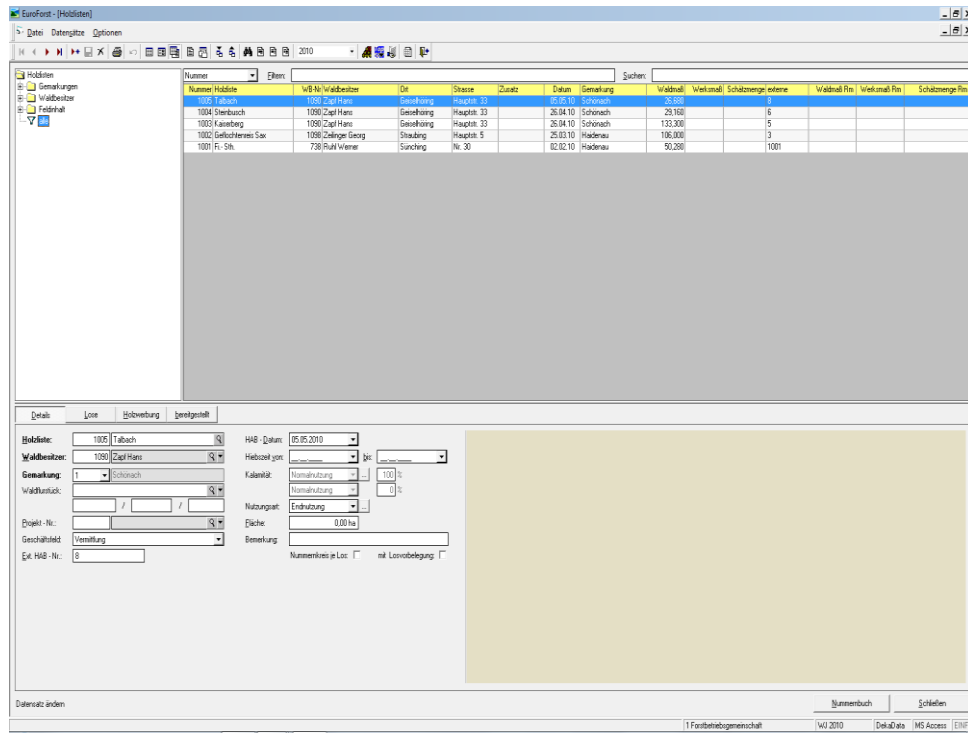 EuroForst - [Holzlisten]
Datei Datensätze Optionen
2010
Holzlisten
Gemarkungen
Waldbesitzer
Feldinhalt
alle
Nummer Filtern: Suchen:
Nummer Holzliste WB-Nr Waldbesitzer Ort Strasse Zusatz Datum Gemarkung Waldmaß Werksmaß Schätzmenge externe Waldmaß Rm Werksmaß Rm Schätzmenge Rm
1005 Talbach 1090 Zapf Hans Geiselhöring Hauptstr. 33 05.05.10 Schönach 26,680 8
1004 Steinbusch 1090 Zapf Hans Geiselhöring Hauptstr. 33 26.04.10 Schönach 29,160 6
1003 Kaiserberg 1090 Zapf Hans Geiselhöring Hauptstr. 33 26.04.10 Schönach 133,300 5
1002 Geflochtenreis Sax 1098 Zeilinger Georg Straubing Hauptstr. 5 25.03.10 Haidenau 106,000 3
1001 Fi.- Sth. 738 Ruhl Werner Sünching Nr. 30 02.02.10 Haidenau 50,280 1001
Details Lose Holzwerbung bereitgestellt
Holzliste: 1005 Talbach HAB - Datum: 05.05.2010
Waldbesitzer: 1090 Zapf Hans Hiebszeit von: __.__.____ bis: __.__.____
Gemarkung: 1 Schönach Kalamität: Normalnutzung ... 100 %
Waldflurstück: Normalnutzung 0 %
/ / Nutzungsart: Endnutzung ...
Projekt - Nr.: Fläche: 0,00 ha
Geschäftsfeld: Vermittlung Bemerkung:
Ext. HAB - Nr.: 8 Nummernkreis je Los: mit Losvorbelegung:
Datensatz ändern Nummernbuch Schließen
1 Forstbetriebsgemeinschaft WJ 2010 DekaData MS Access EINF